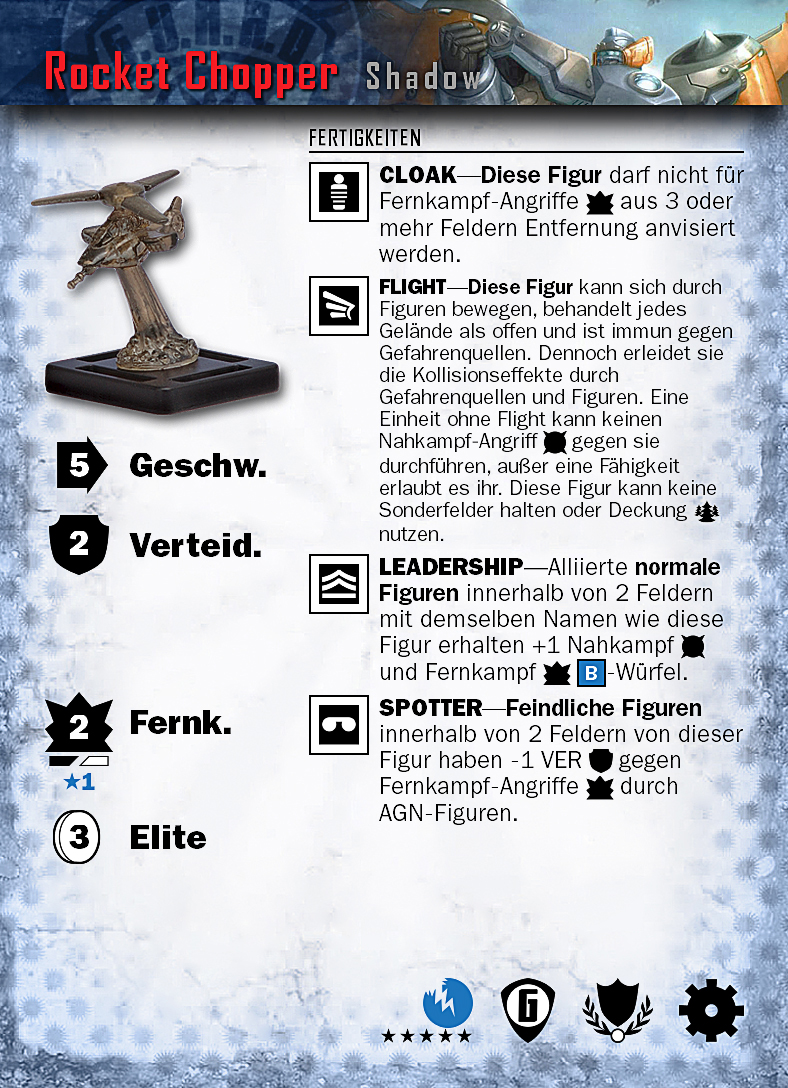 G.U.A.R.D
Rocket Chopper Shadow
FERTIGKEITEN
CLOAK—Diese Figur darf nicht für
Fernkampf-Angriffe aus 3 oder
mehr Feldern Entfernung anvisiert
werden.
FLIGHT—Diese Figur kann sich durch
Figuren bewegen, behandelt jedes
Gelände als offen und ist immun gegen
Gefahrenquellen. Dennoch erleidet sie
die Kollisionseffekte durch
Gefahrenquellen und Figuren. Eine
Einheit ohne Flight kann keinen
Nahkampf-Angriff gegen sie
durchführen, außer eine Fähigkeit
erlaubt es ihr. Diese Figur kann keine
Sonderfelder halten oder Deckung
nutzen.
LEADERSHIP—Alliierte normale
Figuren innerhalb von 2 Feldern
mit demselben Namen wie diese
Figur erhalten +1 Nahkampf
und Fernkampf B-Würfel.
SPOTTER—Feindliche Figuren
innerhalb von 2 Feldern von dieser
Figur haben -1 VER gegen
Fernkampf-Angriffe durch
AGN-Figuren.
5 Geschw.
2 Verteid.
2 Fernk.
★1
3 Elite
★★★★★
G